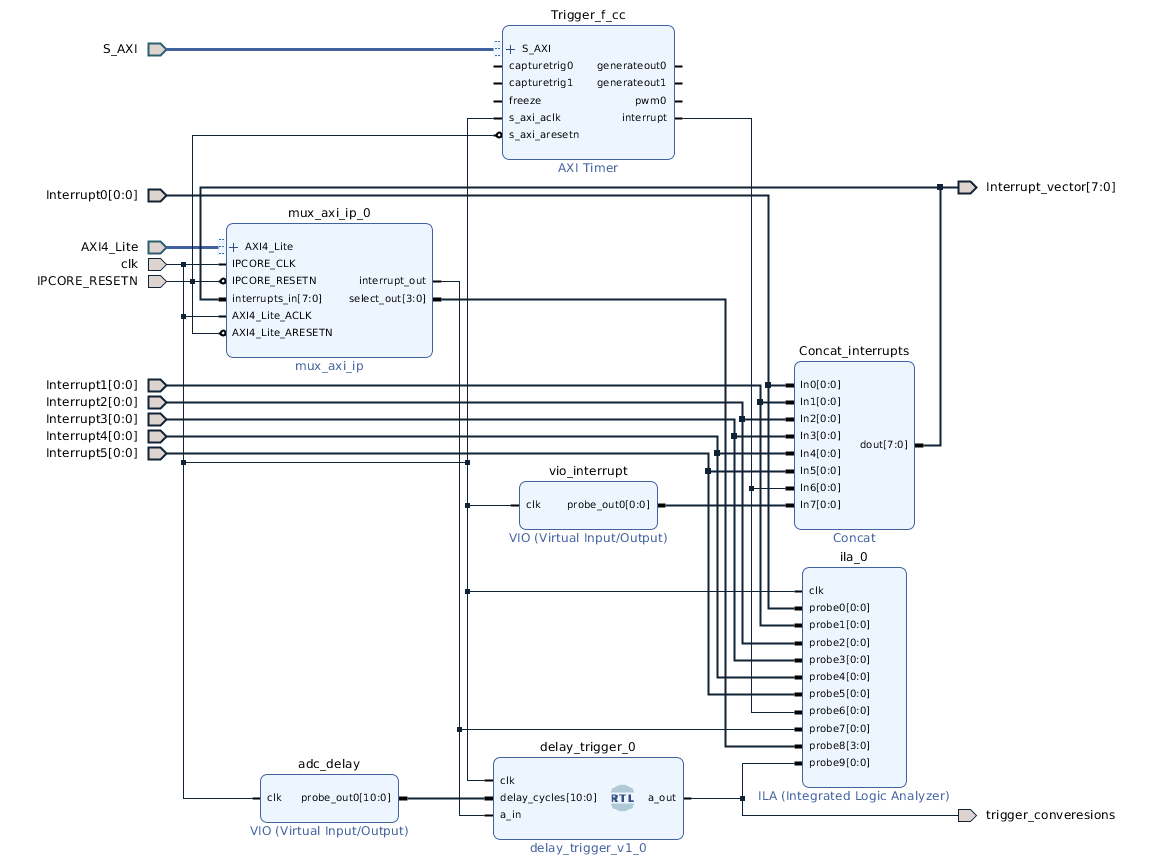 Trigger_f_cc
S_AXI
S_AXI
capturetrig0 generateout0
capturetrig1 generateout1
freeze pwm0
s_axi_aclk interrupt
s_axi_aresetn
AXI Timer
Interrupt0[0:0]
Interrupt_vector[7:0]
mux_axi_ip_0
AXI4_Lite
AXI4_Lite
clk
IPCORE_CLK
IPCORE_RESETN
IPCORE_RESETN interrupt_out
interrupts_in[7:0] select_out[3:0]
AXI4_Lite_ACLK
AXI4_Lite_ARESETN
mux_axi_ip
Interrupt1[0:0]
Interrupt2[0:0]
Interrupt3[0:0]
Interrupt4[0:0]
Interrupt5[0:0]
Concat_interrupts
In0[0:0]
In1[0:0]
In2[0:0]
In3[0:0]
In4[0:0]
In5[0:0]
In6[0:0]
In7[0:0]
dout[7:0]
Concat
vio_interrupt
clk probe_out0[0:0]
VIO (Virtual Input/Output)
ila_0
clk
probe0[0:0]
probe1[0:0]
probe2[0:0]
probe3[0:0]
probe4[0:0]
probe5[0:0]
probe6[0:0]
probe7[0:0]
probe8[3:0]
probe9[0:0]
ILA (Integrated Logic Analyzer)
adc_delay
clk probe_out0[10:0]
VIO (Virtual Input/Output)
delay_trigger_0
clk
delay_cycles[10:0] RTL a_out
a_in
delay_trigger_v1_0
trigger_converesions